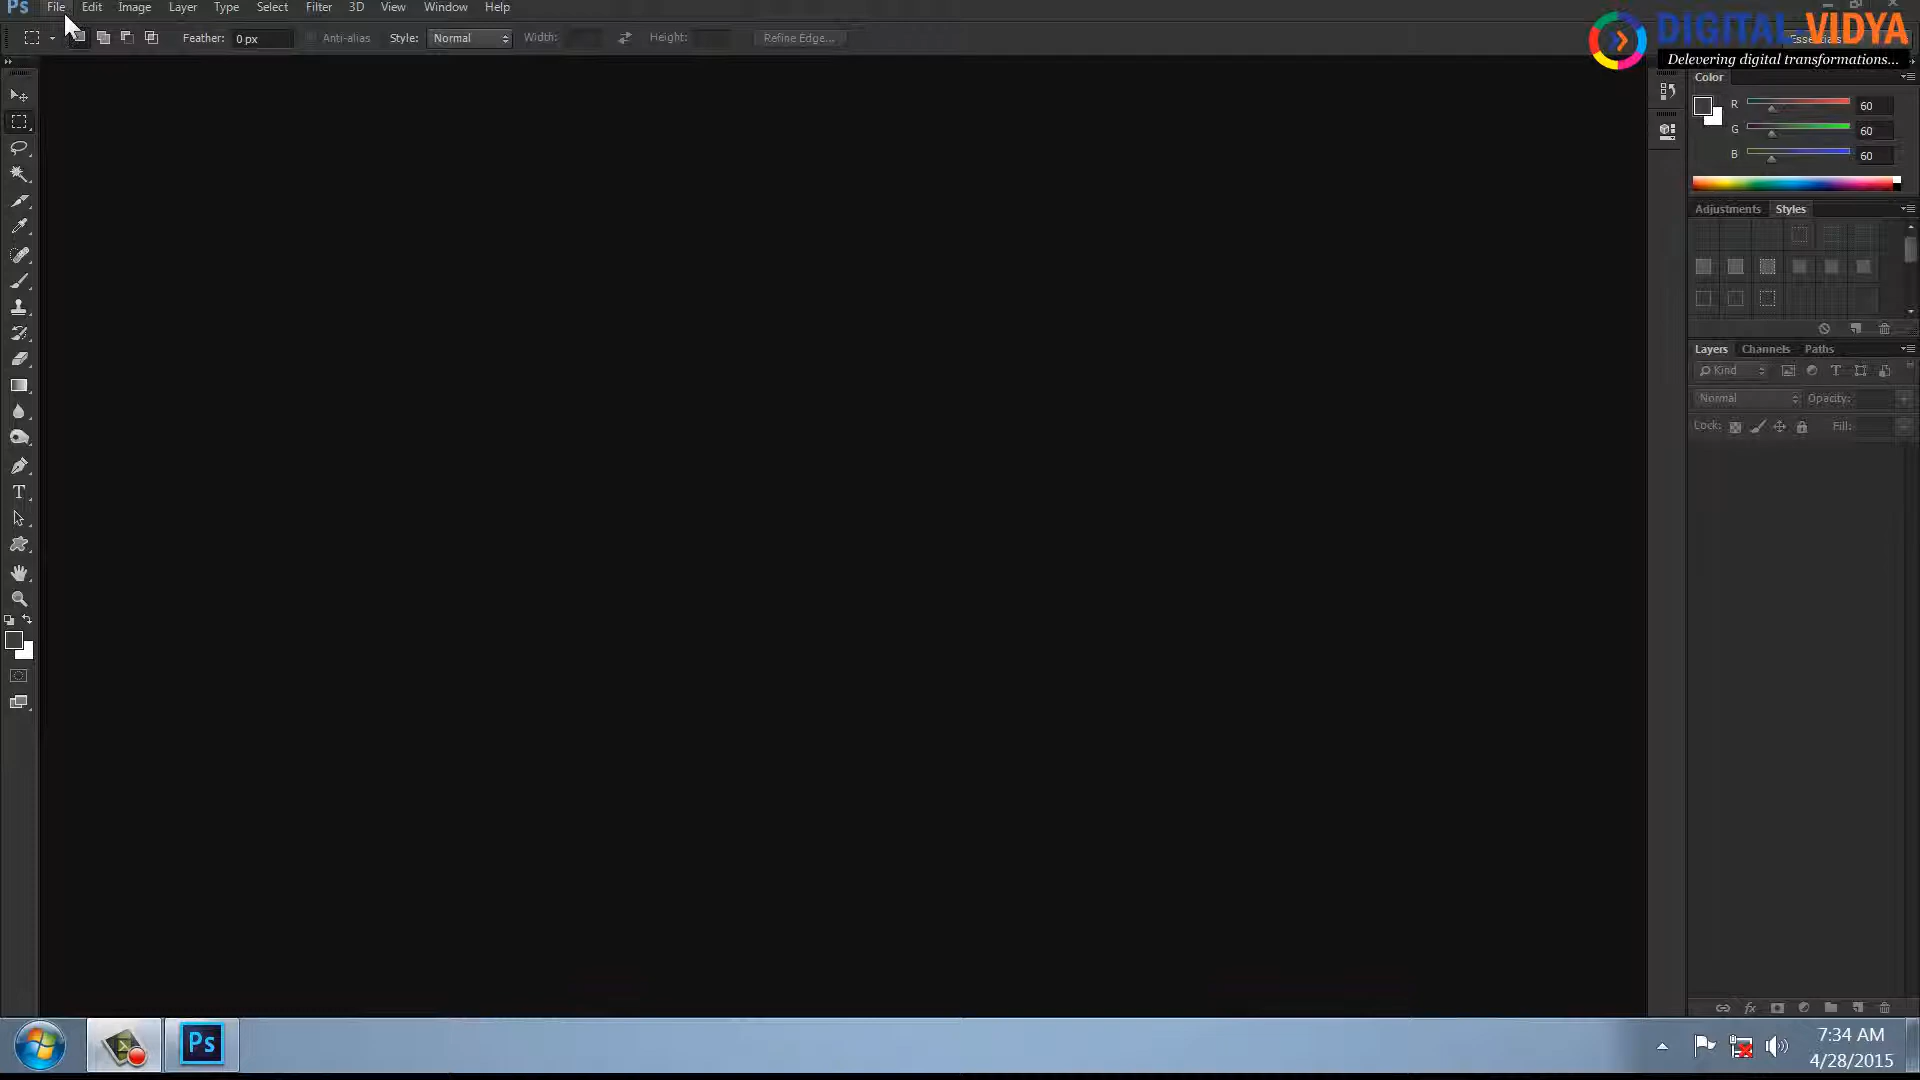 Ps File Edit Image Layer Type Select Filter 3D View Window Help
DIGITAL-VIDYA
Delevering digital transformations...
Feather: 0 px Anti-alias Style: Normal Width: Height: Refine Edge...
Color
R 60
G 60
B 60
Adjustments Styles
Layers Channels Paths
Kind
Normal Opacity:
Lock: Fill:
T
Ps
fx
7:34 AM
4/28/2015